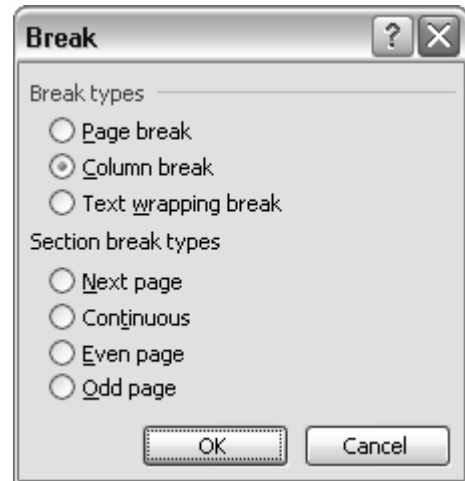 Break
?
Break types
Page break
Column break
Text wrapping break
Section break types
Next page
Continuous
Even page
Odd page
OK Cancel